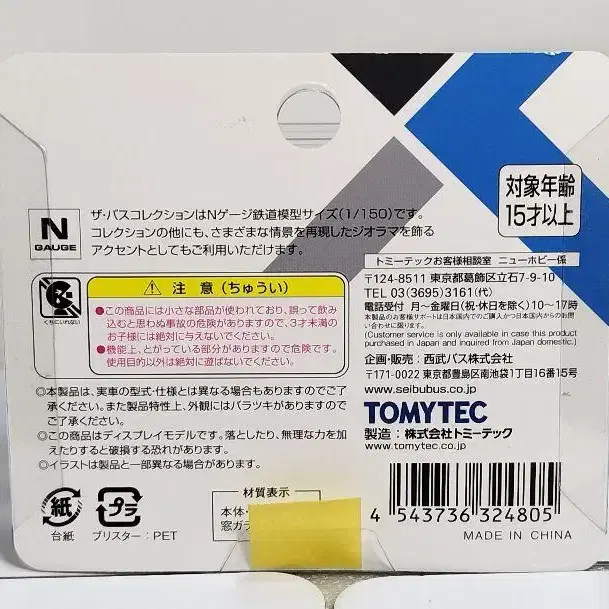 対象年齢
15才以上
N
GAUGE
ザ・バスコレクションはNゲージ鉄道模型サイズ(1/150)です。
コレクションの他にも、さまざまな情景を再現したジオラマを飾る
アクセントとしてもご利用いただけます。
くちにいれない
注 意 (ちゅうい)
●この商品には小さな部品が使われており、誤って飲み
込むと思わぬ事故の危険がありますので、3才未満の
お子様には絶対に与えないでください。
●機能上、とがっている部分がありますので危険です。
使用目的以外は絶対に遊ばないでください。
◎本製品は、実車の型式・仕様とは異なる場合もありますのでご
了承ください。また製品特性上、外観にはバラツキがありますので
ご了承ください。
◎この商品はディスプレイモデルです。落としたり、無理な力を加
えたりすると破損する恐れがあります。
◎イラストは製品と一部異なる場合があります。
トミーテックお客様相談室 ニューホビー係
〒124-8511 東京都葛飾区立石7-9-10
TEL 03(3695)3161(代)
電話受付 月〜金曜日(祝・休日を除く)10〜17時
本製品のお客様サポートは日本国内でご購入かつ日本国内からのお問
い合わせに限ります。
(Customer service is only available in case this product
purchased in Japan and inquired from Japan domestic.)
企画・販売：西武バス株式会社
〒171-0022 東京都豊島区南池袋1丁目16番15号
www.seibubus.co.jp
TOMYTEC
製造：株式会社トミーテック
www.tomytec.co.jp
紙
台紙
プラ
ブリスター：PET
材質表示
本体・
窓ガラ
4 543736 324805
MADE IN CHINA